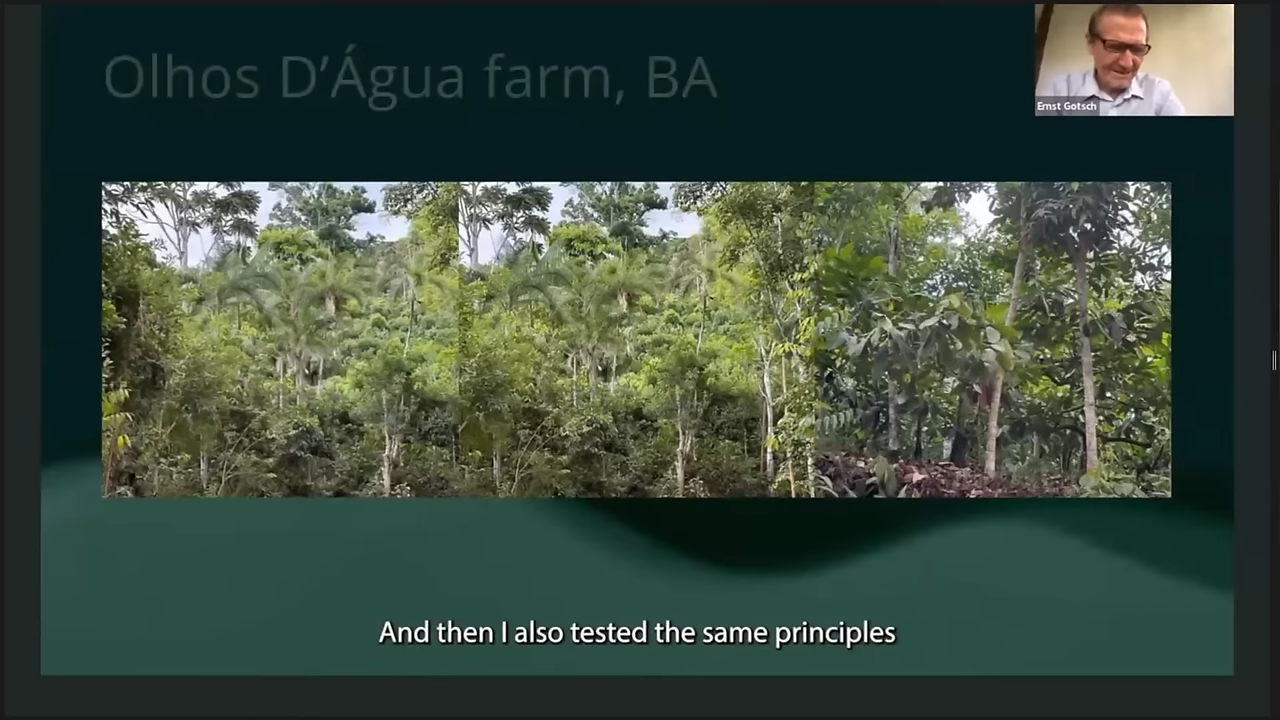 Olhos D'Água farm, BA
Ernst Gotsch
And then I also tested the same principles